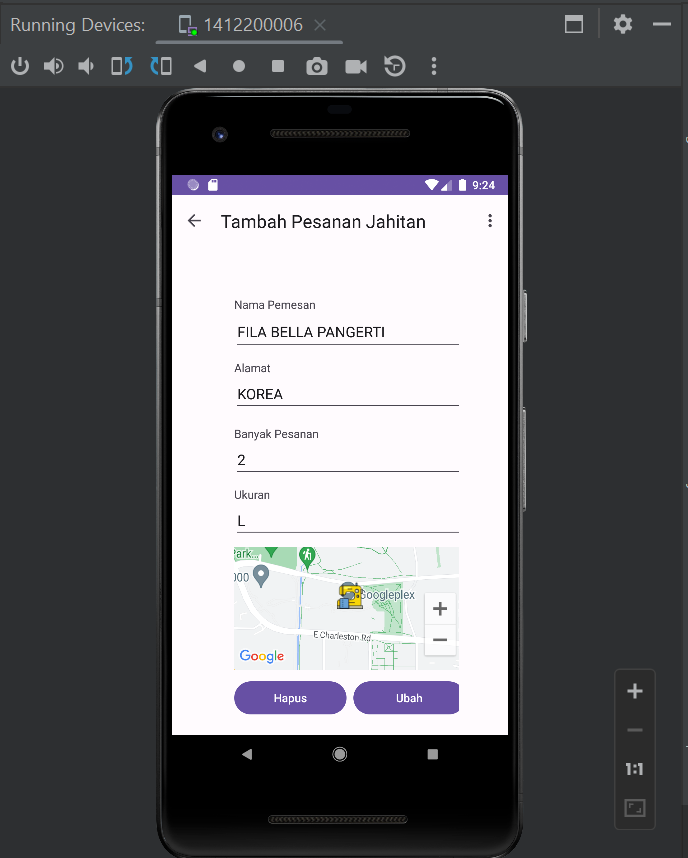 Running Devices:
1412200006
9:24
Tambah Pesanan Jahitan
Nama Pemesan
FILA BELLA PANGERTI
Alamat
KOREA
Banyak Pesanan
2
Ukuran
L
Park...
000
Googleplex
E Charleston Rd
+
−
Google
Hapus
Ubah
1:1